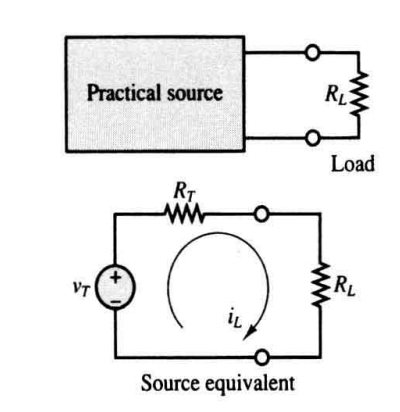 Practical source
R_L
Load
R_T
v_T
+
−
i_L
R_L
Source equivalent